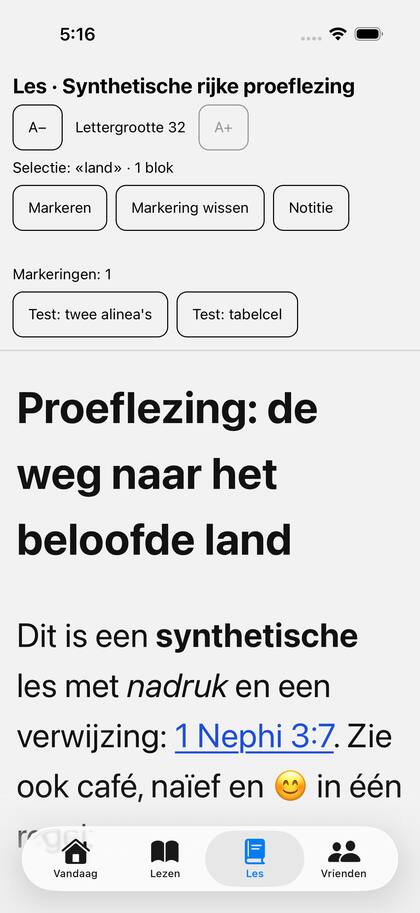 5:16
Les · Synthetische rijke proeflezing
A– Lettergrootte 32 A+
Selectie: «land» · 1 blok
Markeren Markering wissen Notitie
Markeringen: 1
Test: twee alinea's Test: tabelcel
Proeflezing: de
weg naar het
beloofde land
Dit is een synthetische
les met nadruk en een
verwijzing: 1 Nephi 3:7. Zie
ook café, naïef en 😊 in één
Vandaag Lezen Les Vrienden